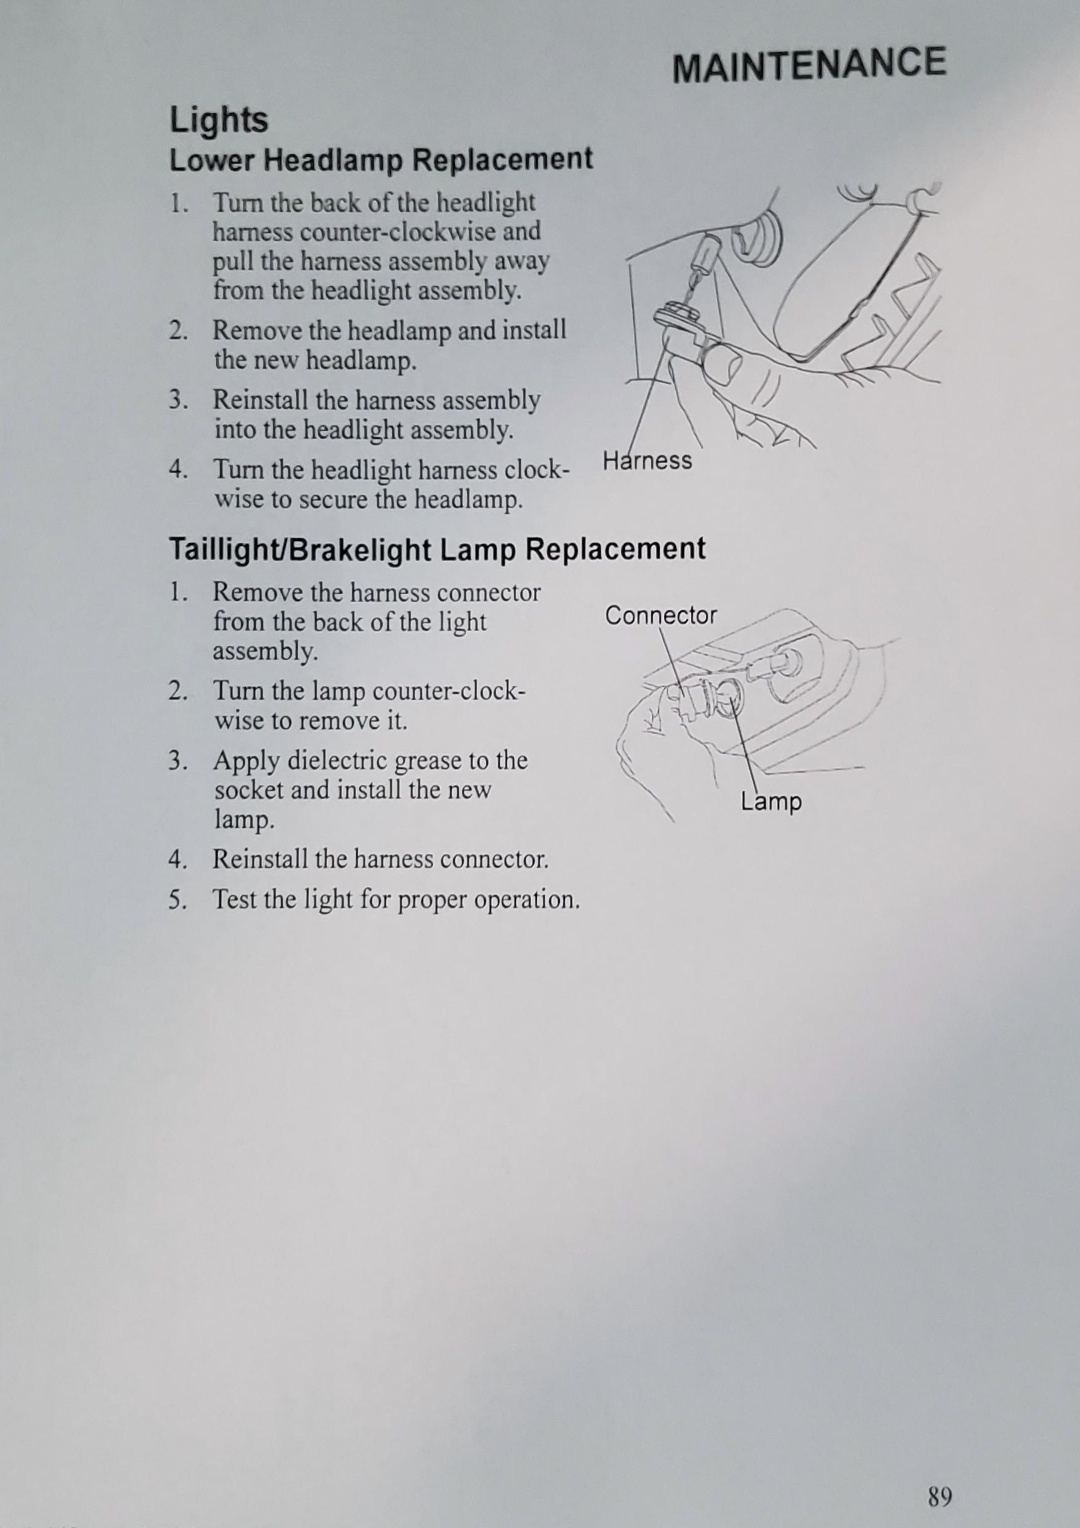 MAINTENANCE
Lights
Lower Headlamp Replacement
1. Turn the back of the headlight
harness counter-clockwise and
pull the harness assembly away
from the headlight assembly.
2. Remove the headlamp and install
the new headlamp.
3. Reinstall the harness assembly
into the headlight assembly.
4. Turn the headlight harness clock-
wise to secure the headlamp.
Harness
Taillight/Brakelight Lamp Replacement
1. Remove the harness connector
from the back of the light
assembly.
2. Turn the lamp counter-clock-
wise to remove it.
3. Apply dielectric grease to the
socket and install the new
lamp.
4. Reinstall the harness connector.
5. Test the light for proper operation.
Connector
Lamp
89